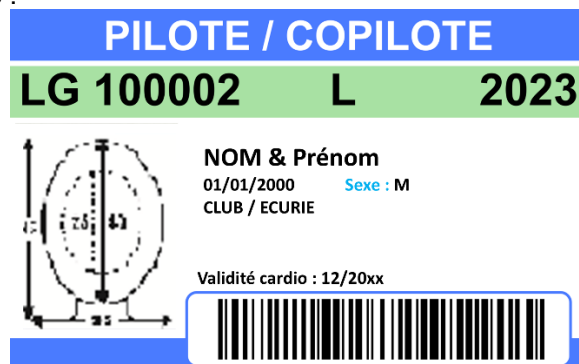 PILOTE / COPILOTE
LG 100002 L 2023
NOM & Prénom
01/01/2000 Sexe : M
CLUB / ECURIE
Validité cardio : 12/20xx